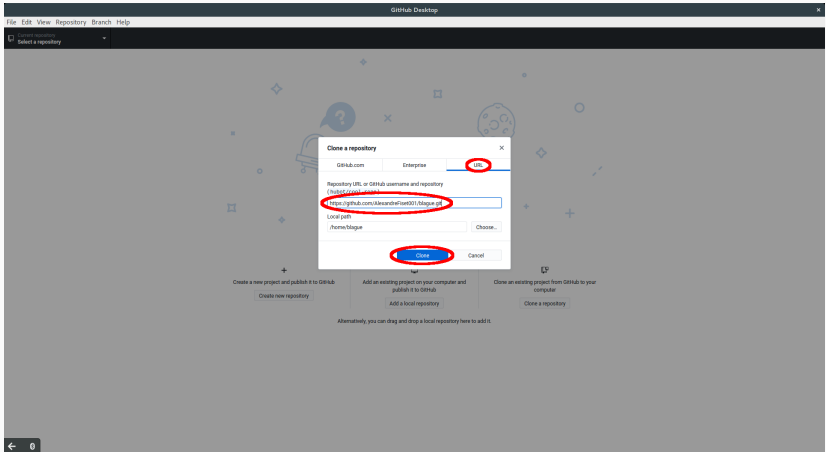 GitHub Desktop
File Edit View Repository Branch Help
Current repository
Select a repository
Clone a repository
GitHub.com Enterprise URL
Repository URL or GitHub username and repository
(hubot/cool-repo)
https://github.com/AlexandreFiset001/blague.git
Local path
/home/blague Choose...
Clone Cancel
Create a new project and publish it to GitHub
Create new repository
Add an existing project on your computer and
publish it to GitHub
Add a local repository
Clone an existing project from GitHub to your
computer
Clone a repository
Alternatively, you can drag and drop a local repository here to add it.